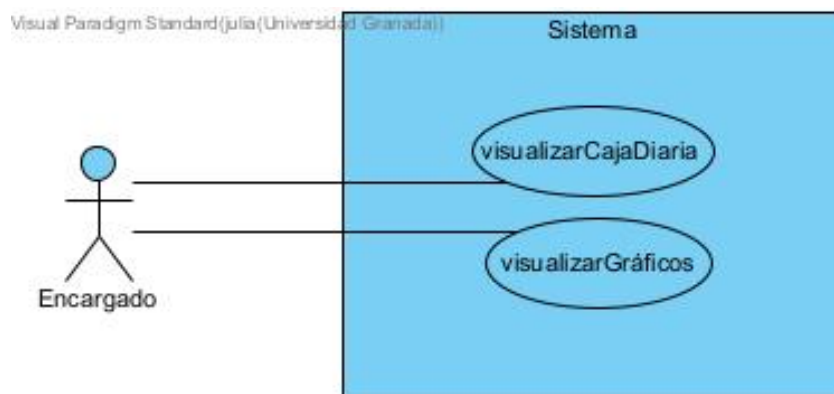 Visual Paradigm Standard(julia(Universidad Granada))
Sistema
visualizarCajaDiaria
visualizarGráficos
Encargado